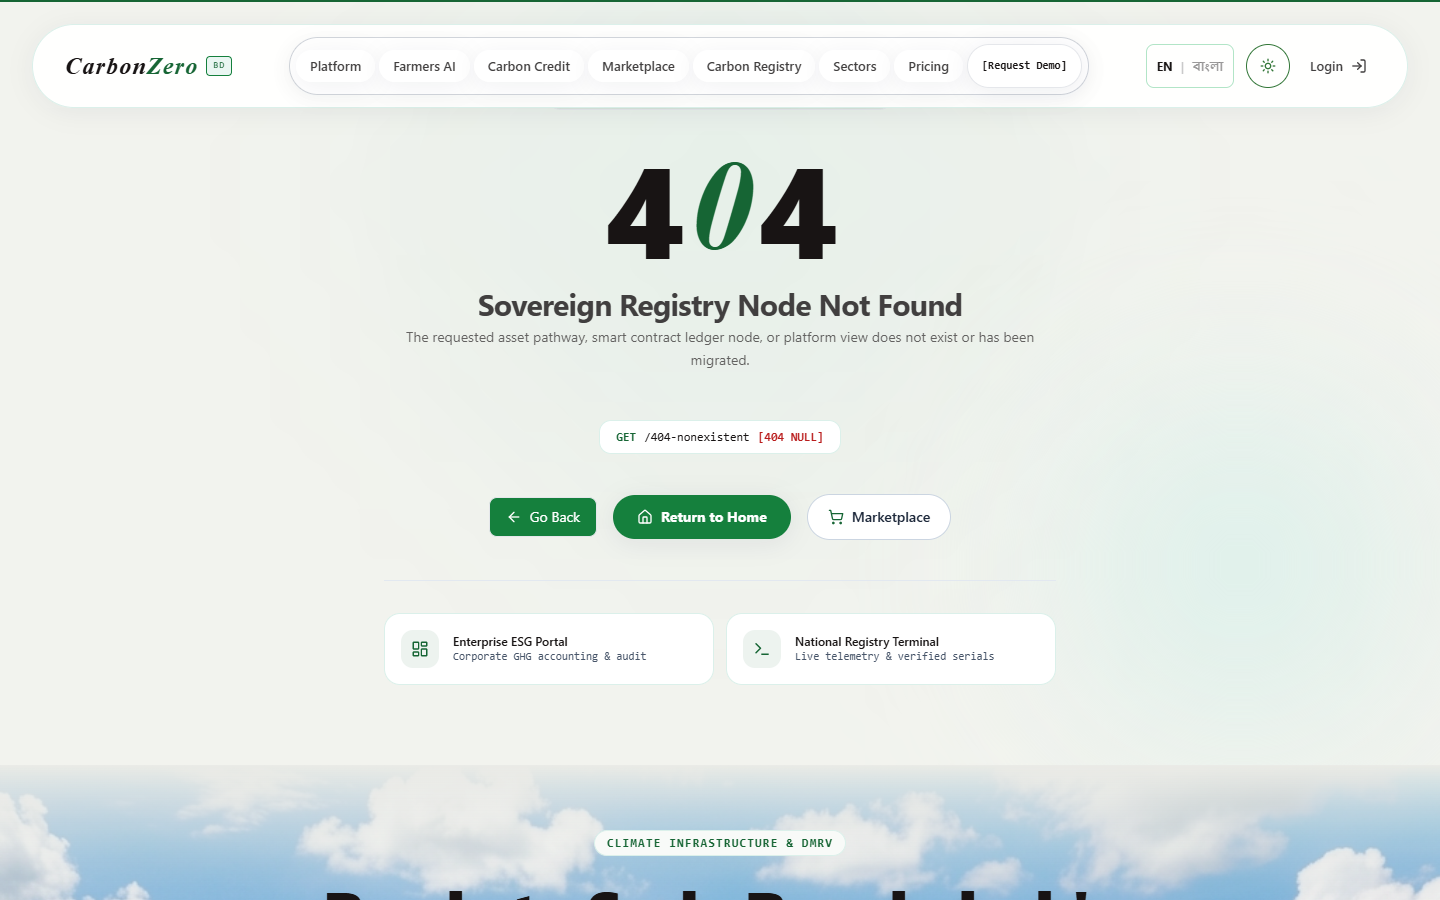 CarbonZero BD
Platform Farmers AI Carbon Credit Marketplace Carbon Registry Sectors Pricing [Request Demo]
EN | বাংলা
Login
404
Sovereign Registry Node Not Found
The requested asset pathway, smart contract ledger node, or platform view does not exist or has been
migrated.
GET /404-nonexistent [404 NULL]
Go Back
Return to Home
Marketplace
Enterprise ESG Portal
Corporate GHG accounting & audit
National Registry Terminal
Live telemetry & verified serials
CLIMATE INFRASTRUCTURE & DMRV